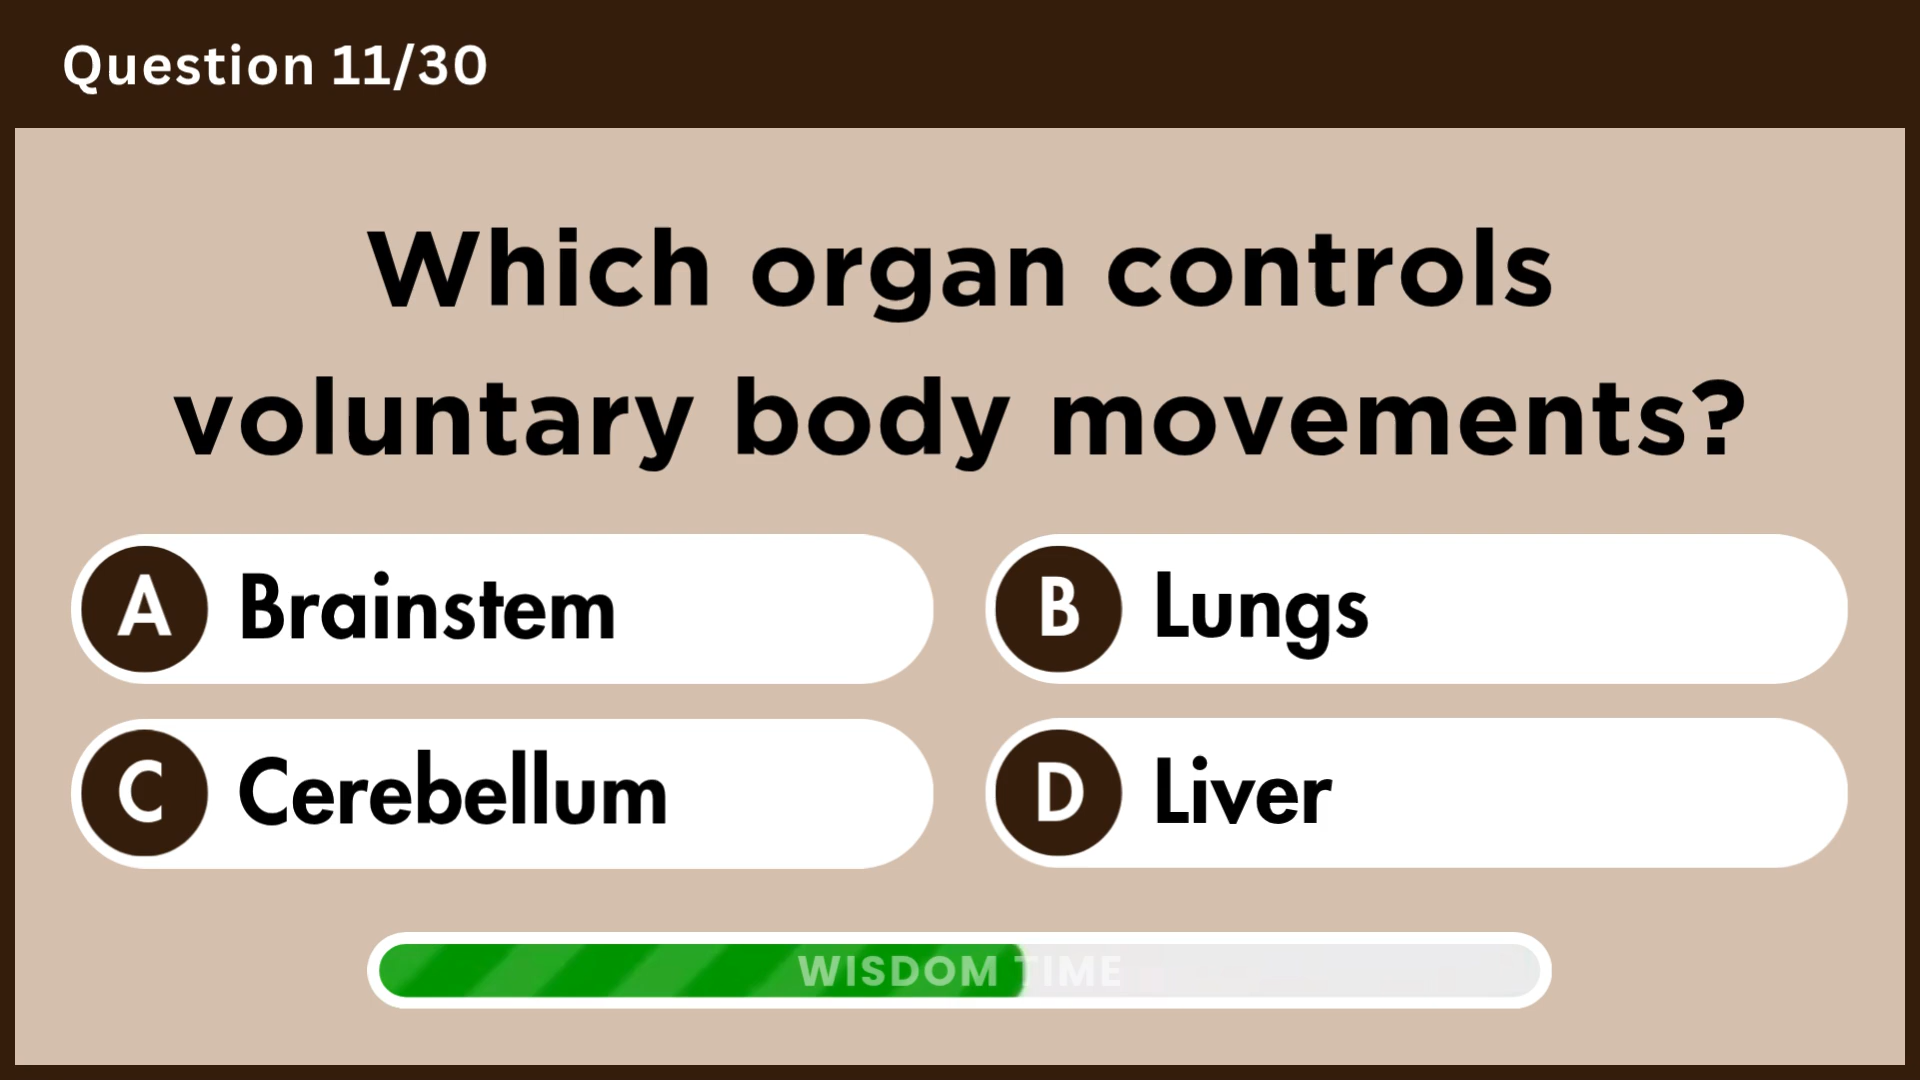 Question 11/30
Which organ controls
voluntary body movements?
A Brainstem
B Lungs
C Cerebellum
D Liver
WISDOM TIME